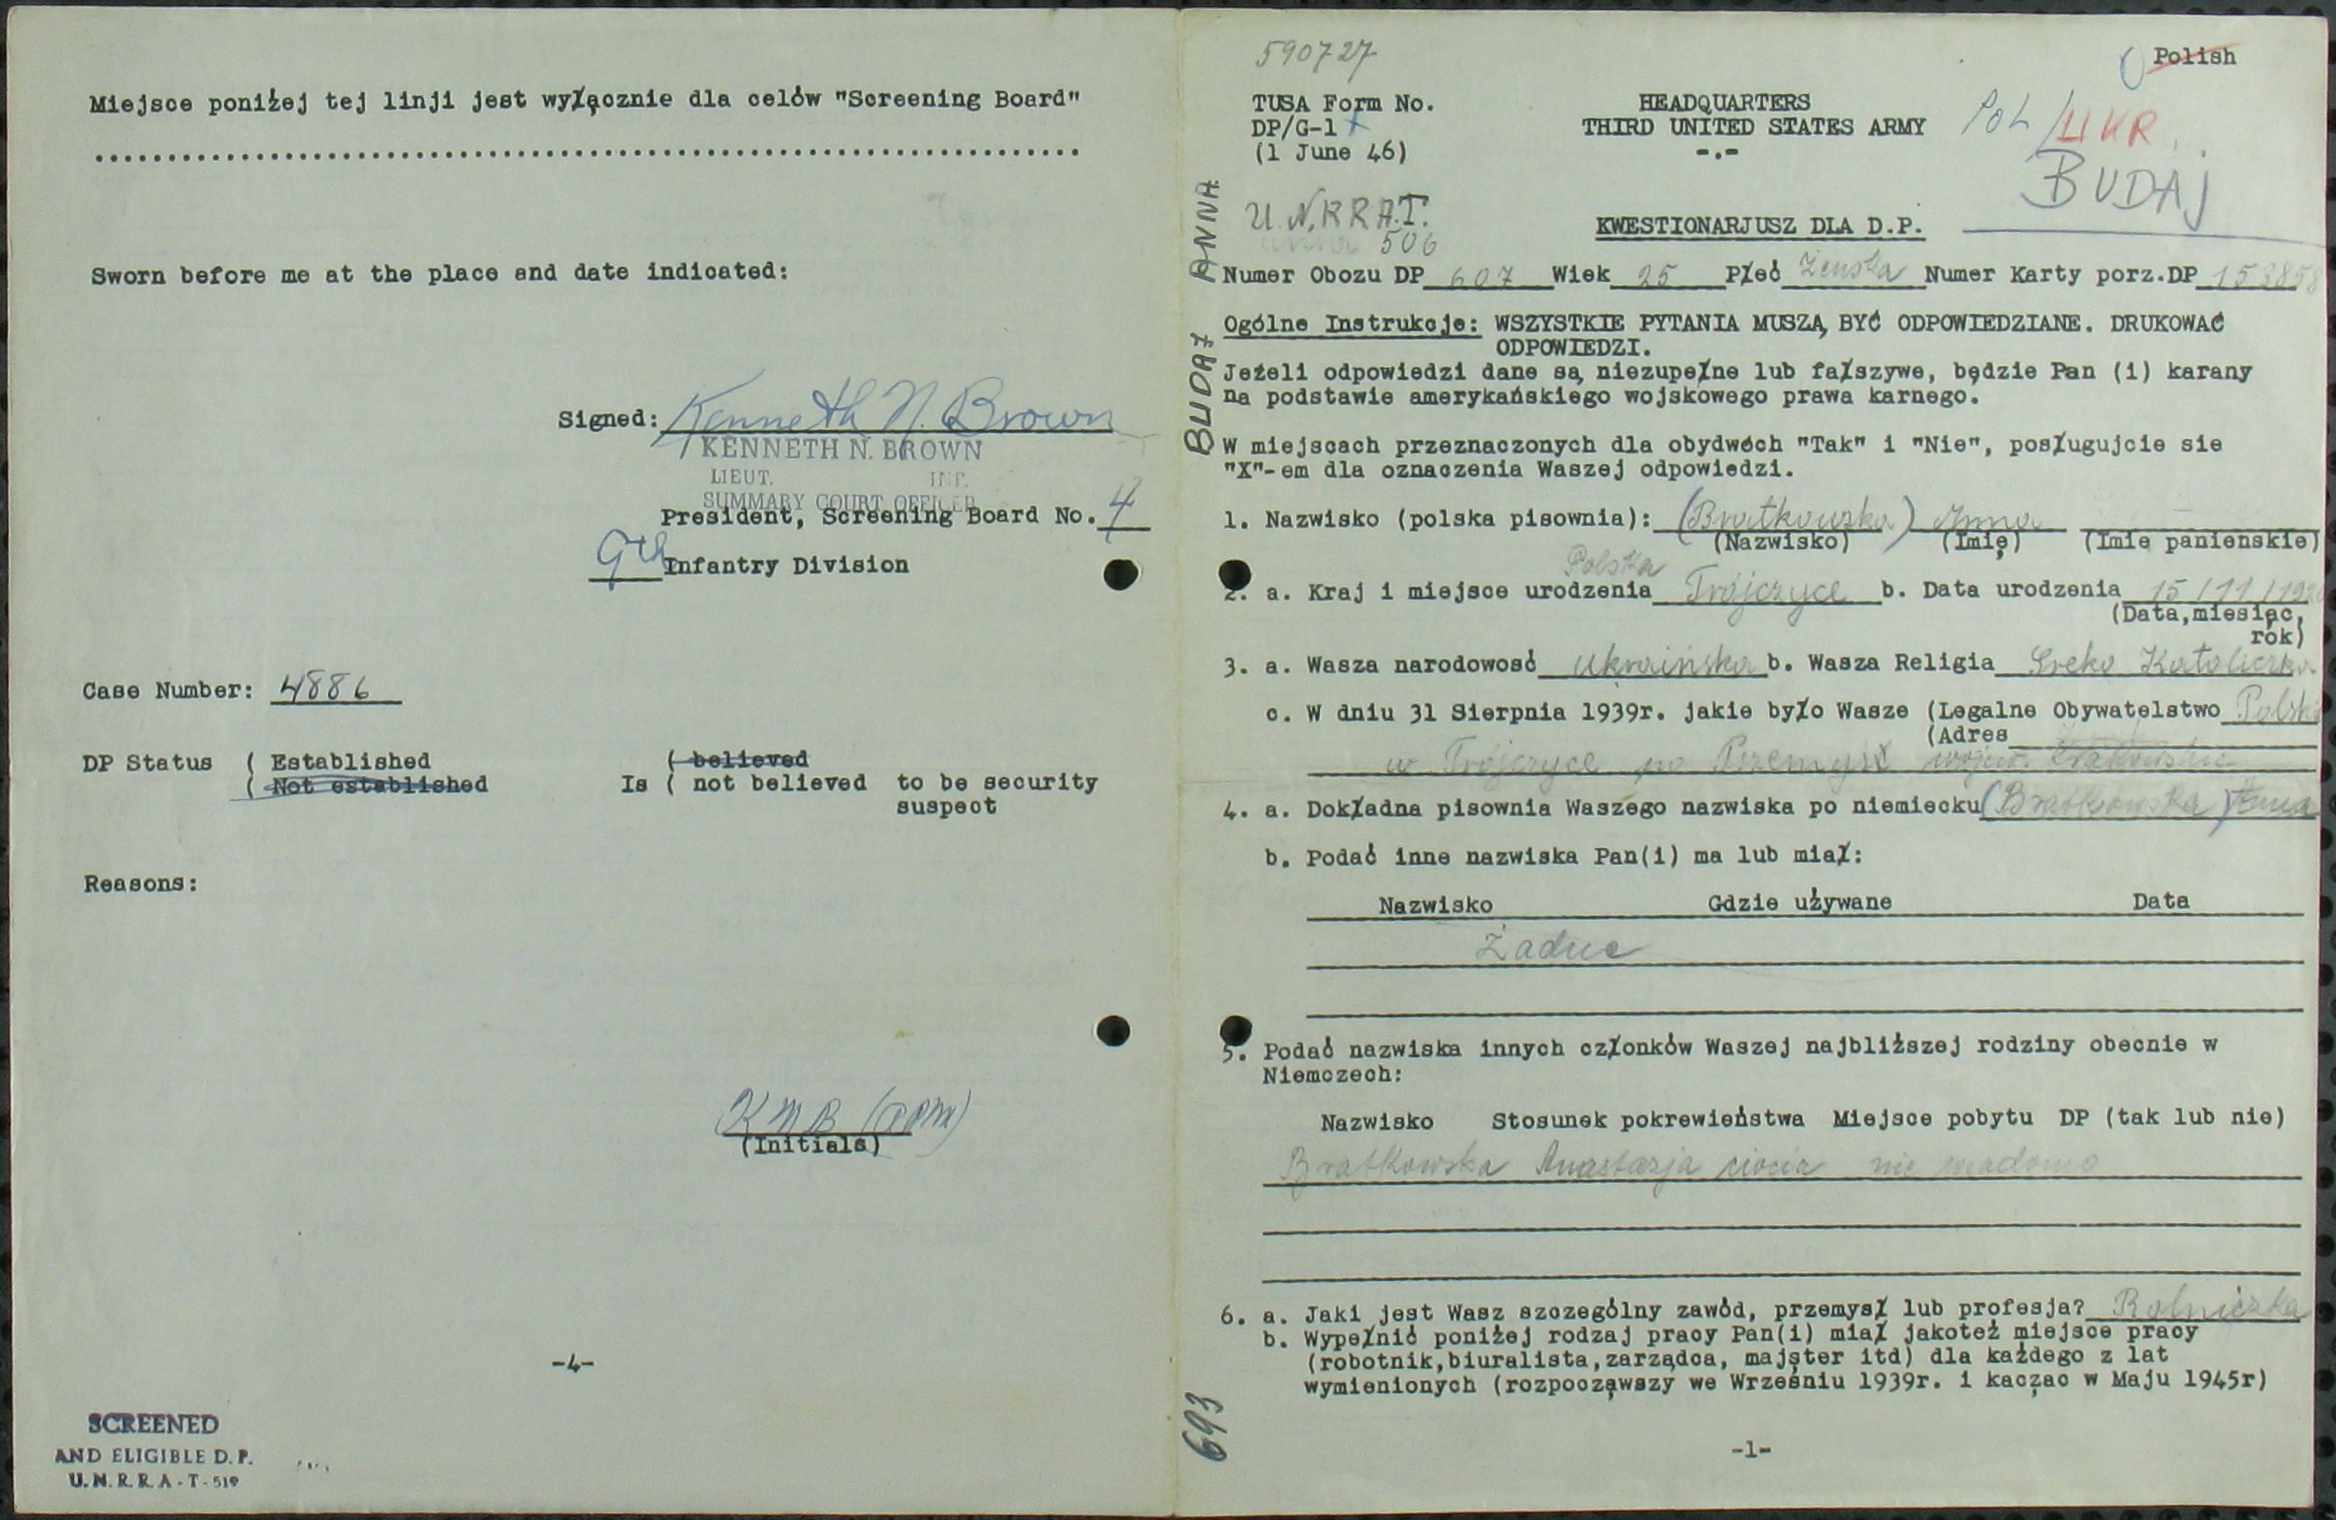 Miejsce poniżej tej linji jest wyłącznie dla celów "Screening Board"
Sworn before me at the place and date indicated:
Signed: Kenneth N. Brown
KENNETH N. BROWN
LIEUT. INF.
SUMMARY COURT OFFICER
President, Screening Board No. 4
9th Infantry Division
Case Number: 4886
DP Status ( Established ( believed
( Not established Is ( not believed to be security
suspect
Reasons:
(Initials)
-4-
SCREENED
AND ELIGIBLE D.P.
U.N.R.R.A-T-519
590727
Polish
TUSA Form No. HEADQUARTERS
DP/G-1 THIRD UNITED STATES ARMY
(1 June 46) -.-
POL/UKR.
BUDAJ
U.N.R.R.A.T.
506
KWESTIONARJUSZ DLA D.P.
BUDAJ ANNA
Numer Obozu DP 607 Wiek 25 Płeć Żeńska Numer Karty porz.DP 153858
Ogólne Instrukcje: WSZYSTKIE PYTANIA MUSZĄ BYĆ ODPOWIEDZIANE. DRUKOWAĆ
ODPOWIEDZI.
Jeżeli odpowiedzi dane są niezupełne lub fałszywe, będzie Pan (i) karany
na podstawie amerykańskiego wojskowego prawa karnego.
W miejscach przeznaczonych dla obydwóch "Tak" i "Nie", posługujcie sie
"X"-em dla oznaczenia Waszej odpowiedzi.
1. Nazwisko (polska pisownia): (Bratkowska) Anna
(Nazwisko) (Imię) (Imie panieńskie)
Polska
2. a. Kraj i miejsce urodzenia Trójczyce b. Data urodzenia 15/11/
(Data,miesiąc,
rok)
3. a. Wasza narodowość Ukraińska b. Wasza Religia Greko Katoliczka
c. W dniu 31 Sierpnia 1939r. jakie było Wasze (Legalne Obywatelstwo Polska
(Adres
w Trójczyce po Przemyśl
4. a. Dokładna pisownia Waszego nazwiska po niemiecku (Bratkowska) Anna
b. Podać inne nazwiska Pan(i) ma lub miał:
Nazwisko Gdzie używane Data
Żadne
5. Podać nazwiska innych członków Waszej najbliższej rodziny obecnie w
Niemczech:
Nazwisko Stosunek pokrewieństwa Miejsce pobytu DP (tak lub nie)
Bratkowska Anastazja ciocia nie wiadomo
6. a. Jaki jest Wasz szczególny zawód, przemysł lub profesja? Rolniczka
b. Wypełnić poniżej rodzaj pracy Pan(i) miał jakoteż miejsce pracy
(robotnik,biuralista,zarządca, majster itd) dla każdego z lat
wymienionych (rozpocząwszy we Wrześniu 1939r. i kacząc w Maju 1945r)
693
-1-